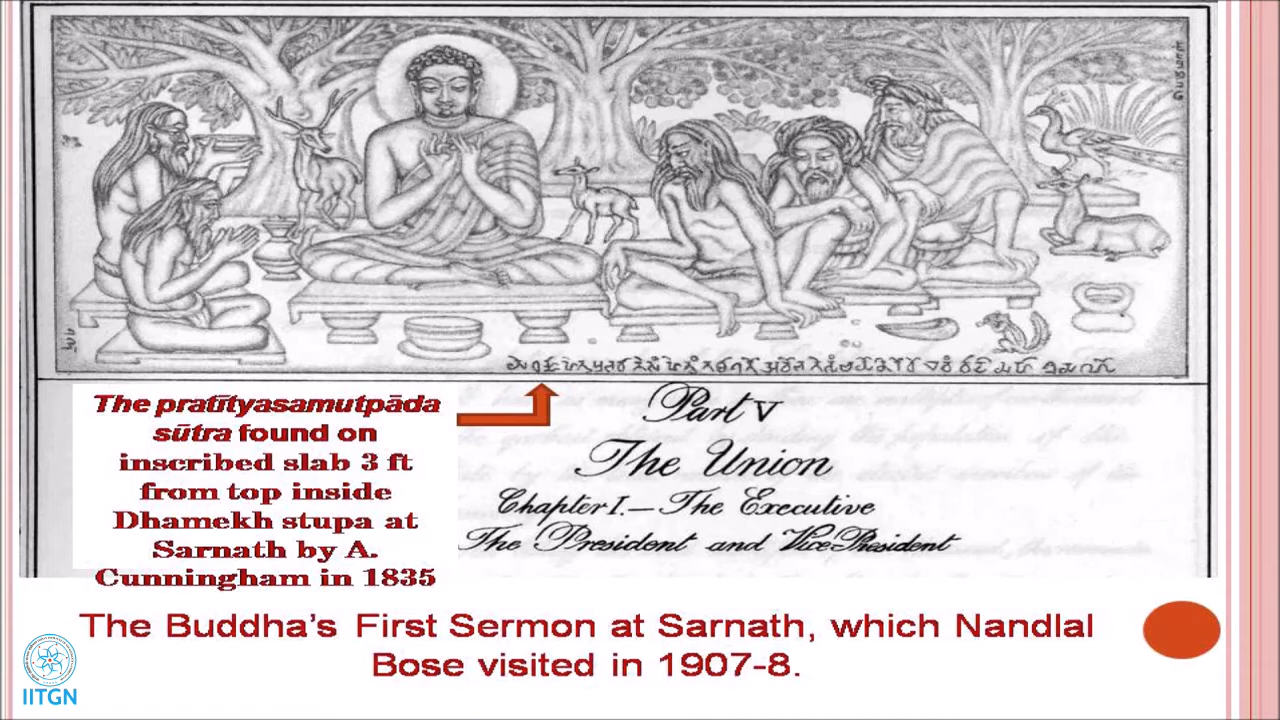 The pratītyasamutpāda
sūtra found on
inscribed slab 3 ft
from top inside
Dhamekh stupa at
Sarnath by A.
Cunningham in 1835
Part V
The Union
Chapter I.—The Executive
The President and Vice President
The Buddha's First Sermon at Sarnath, which Nandlal
Bose visited in 1907-8.
IITGN